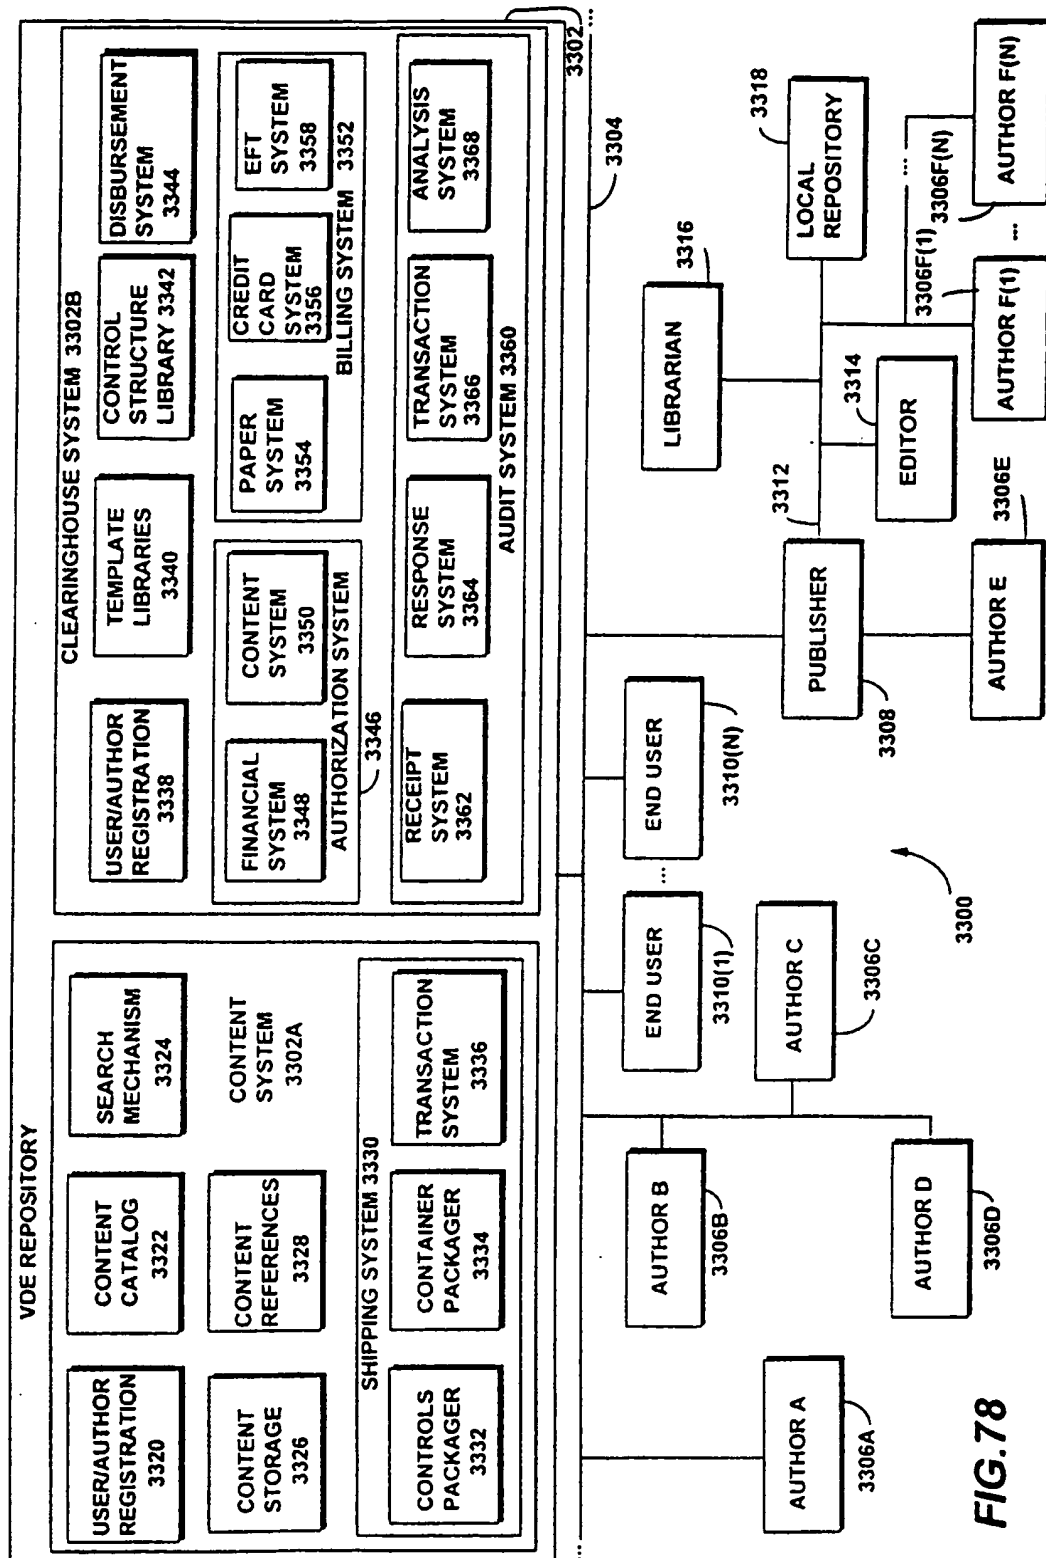 VDE REPOSITORY
USER/AUTHOR
REGISTRATION
3320
CONTENT
CATALOG
3322
SEARCH
MECHANISM
3324
CONTENT
STORAGE
3326
CONTENT
REFERENCES
3328
CONTENT
SYSTEM
3302A
SHIPPING SYSTEM 3330
CONTROLS
PACKAGER
3332
CONTAINER
PACKAGER
3334
TRANSACTION
SYSTEM
3336
CLEARINGHOUSE SYSTEM 3302B
USER/AUTHOR
REGISTRATION
3338
TEMPLATE
LIBRARIES
3340
CONTROL
STRUCTURE
LIBRARY 3342
DISBURSEMENT
SYSTEM
3344
FINANCIAL
SYSTEM
3348
CONTENT
SYSTEM
3350
AUTHORIZATION SYSTEM
3346
PAPER
SYSTEM
3354
CREDIT
CARD
SYSTEM
3356
EFT
SYSTEM
3358
BILLING SYSTEM 3352
RECEIPT
SYSTEM
3362
RESPONSE
SYSTEM
3364
TRANSACTION
SYSTEM
3366
ANALYSIS
SYSTEM
3368
AUDIT SYSTEM 3360
3302
...
...
3304
AUTHOR A
3306A
AUTHOR B
3306B
AUTHOR C
3306C
AUTHOR D
3306D
END USER
3310(1)
...
END USER
3310(N)
3300
PUBLISHER
3308
AUTHOR E
3306E
3312
EDITOR
3314
LIBRARIAN
3316
LOCAL
REPOSITORY
3318
AUTHOR F(1)
3306F(1)
...
...
AUTHOR F(N)
3306F(N)
FIG.78